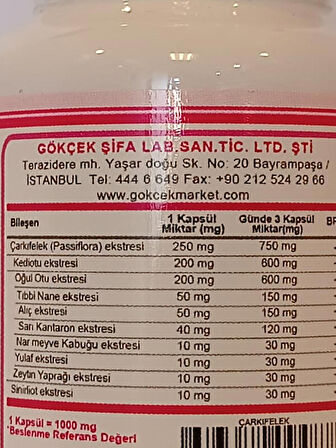 GÖKÇEK ŞİFA LAB.SAN.TİC. LTD. ŞTİ
Terazidere mh. Yaşar doğu Sk. No: 20 Bayrampaşa /
İSTANBUL Tel: 444 6 649 Fax: +90 212 524 29 66
www.gokcekmarket.com
Bileşen 1 Kapsül Miktar (mg) Günde 3 Kapsül Miktar(mg)
Çarkıfelek (Passiflora) ekstresi 250 mg 750 mg
Kediotu ekstresi 200 mg 600 mg
Oğul Otu ekstresi 200 mg 600 mg
Tıbbi Nane ekstresi 50 mg 150 mg
Alıç ekstresi 50 mg 150 mg
San Kantaron ekstresi 40 mg 120 mg
Nar meyve Kabuğu ekstresi 10 mg 30 mg
Yulaf ekstresi 10 mg 30 mg
Zeytin Yaprağı ekstresi 10 mg 30 mg
Sinirliot ekstresi 10 mg 30 mg
1 Kapsül = 1000 mg
*Beslenme Referans Değeri
ÇARKIFELEK